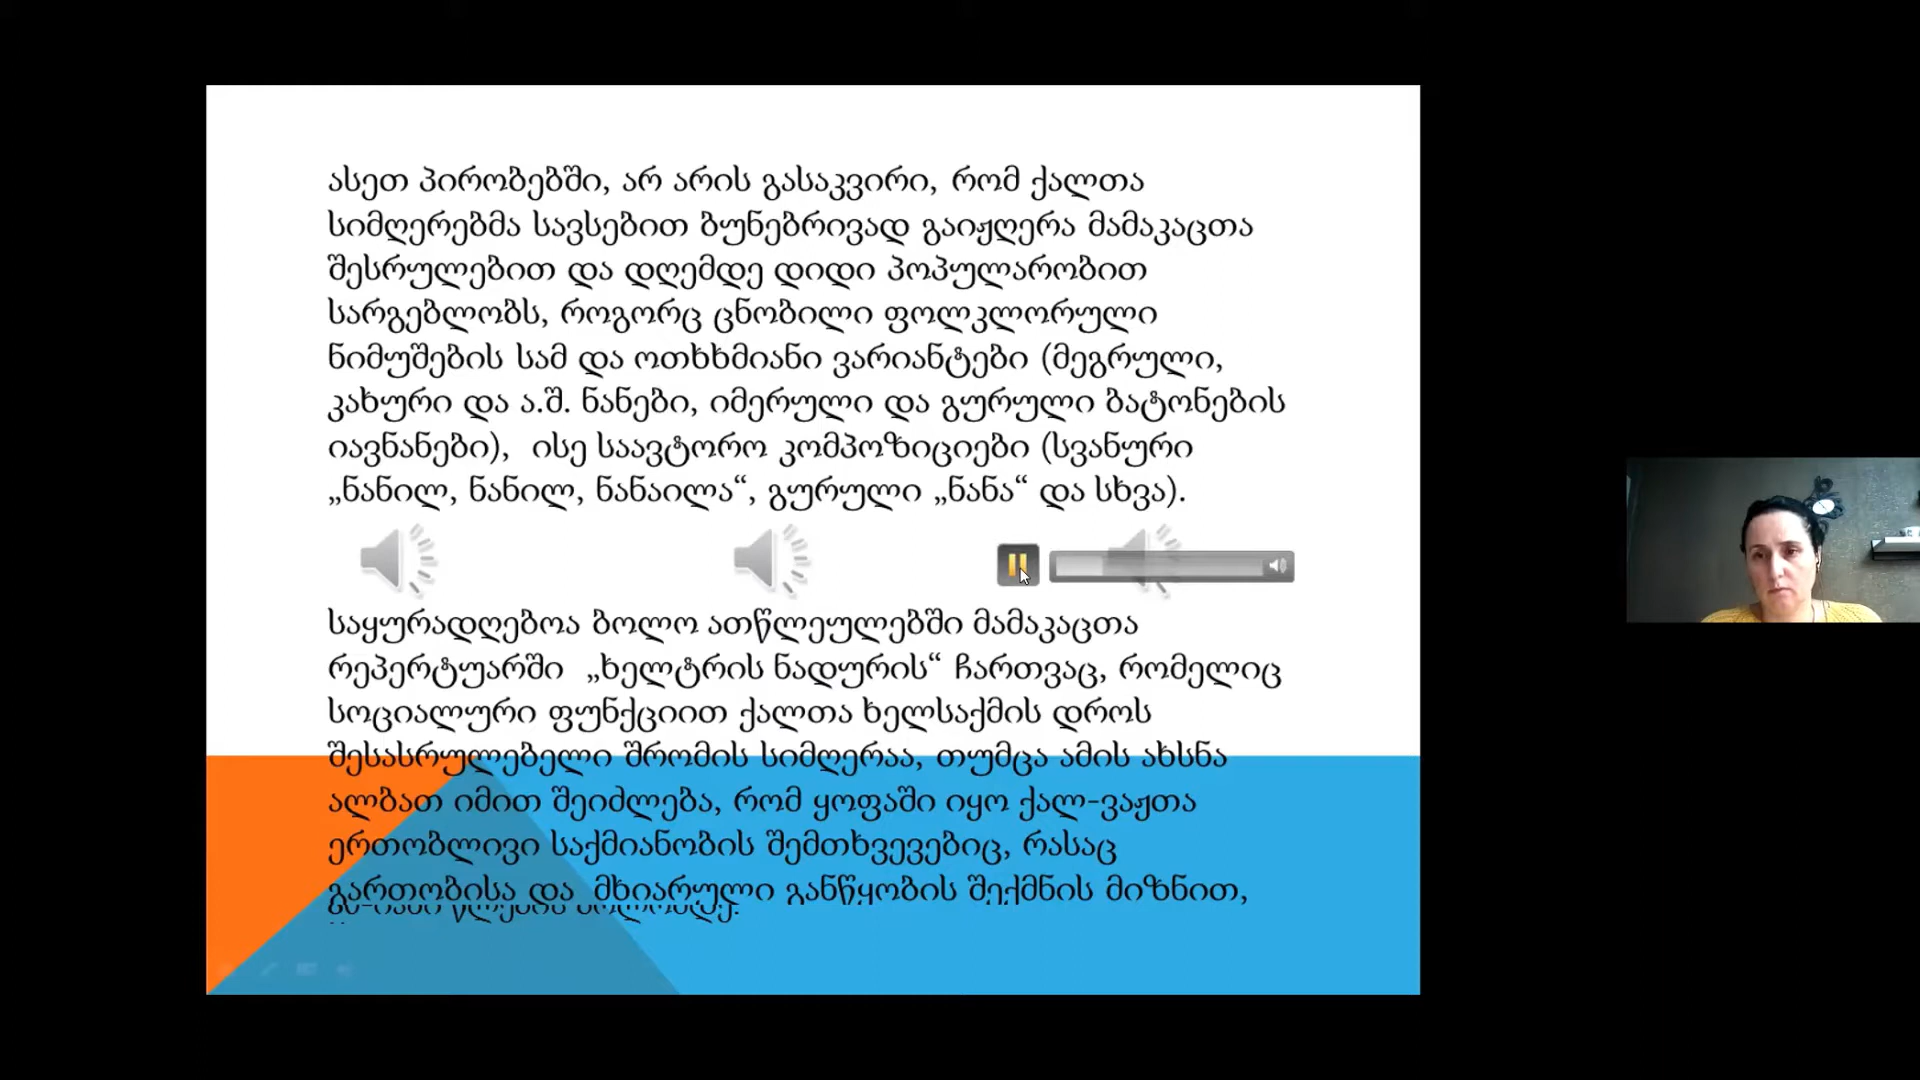 ასეთ პირობებში, არ არის გასაკვირი, რომ ქალთა
სიმღერებმა სავსებით ბუნებრივად გაიჟღერა მამაკაცთა
შესრულებით და დღემდე დიდი პოპულარობით
სარგებლობს, როგორც ცნობილი ფოლკლორული
ნიმუშების სამ და ოთხხმიანი ვარიანტები (მეგრული,
კახური და ა.შ. ნანები, იმერული და გურული ბატონების
იავნანები),  ისე საავტორო კომპოზიციები (სვანური
„ნანილ, ნანილ, ნანაილა“, გურული „ნანა“ და სხვა).
საყურადღებოა ბოლო ათწლეულებში მამაკაცთა
რეპერტუარში  „ხელტრის ნადურის“ ჩართვაც, რომელიც
სოციალური ფუნქციით ქალთა ხელსაქმის დროს
შესასრულებელი შრომის სიმღერაა, თუმცა ამის ახსნა
ალბათ იმით შეიძლება, რომ ყოფაში იყო ქალ-ვაჟთა
ერთობლივი საქმიანობის შემთხვევებიც, რასაც
გართობისა და  მხიარული განწყობის შექმნის მიზნით,